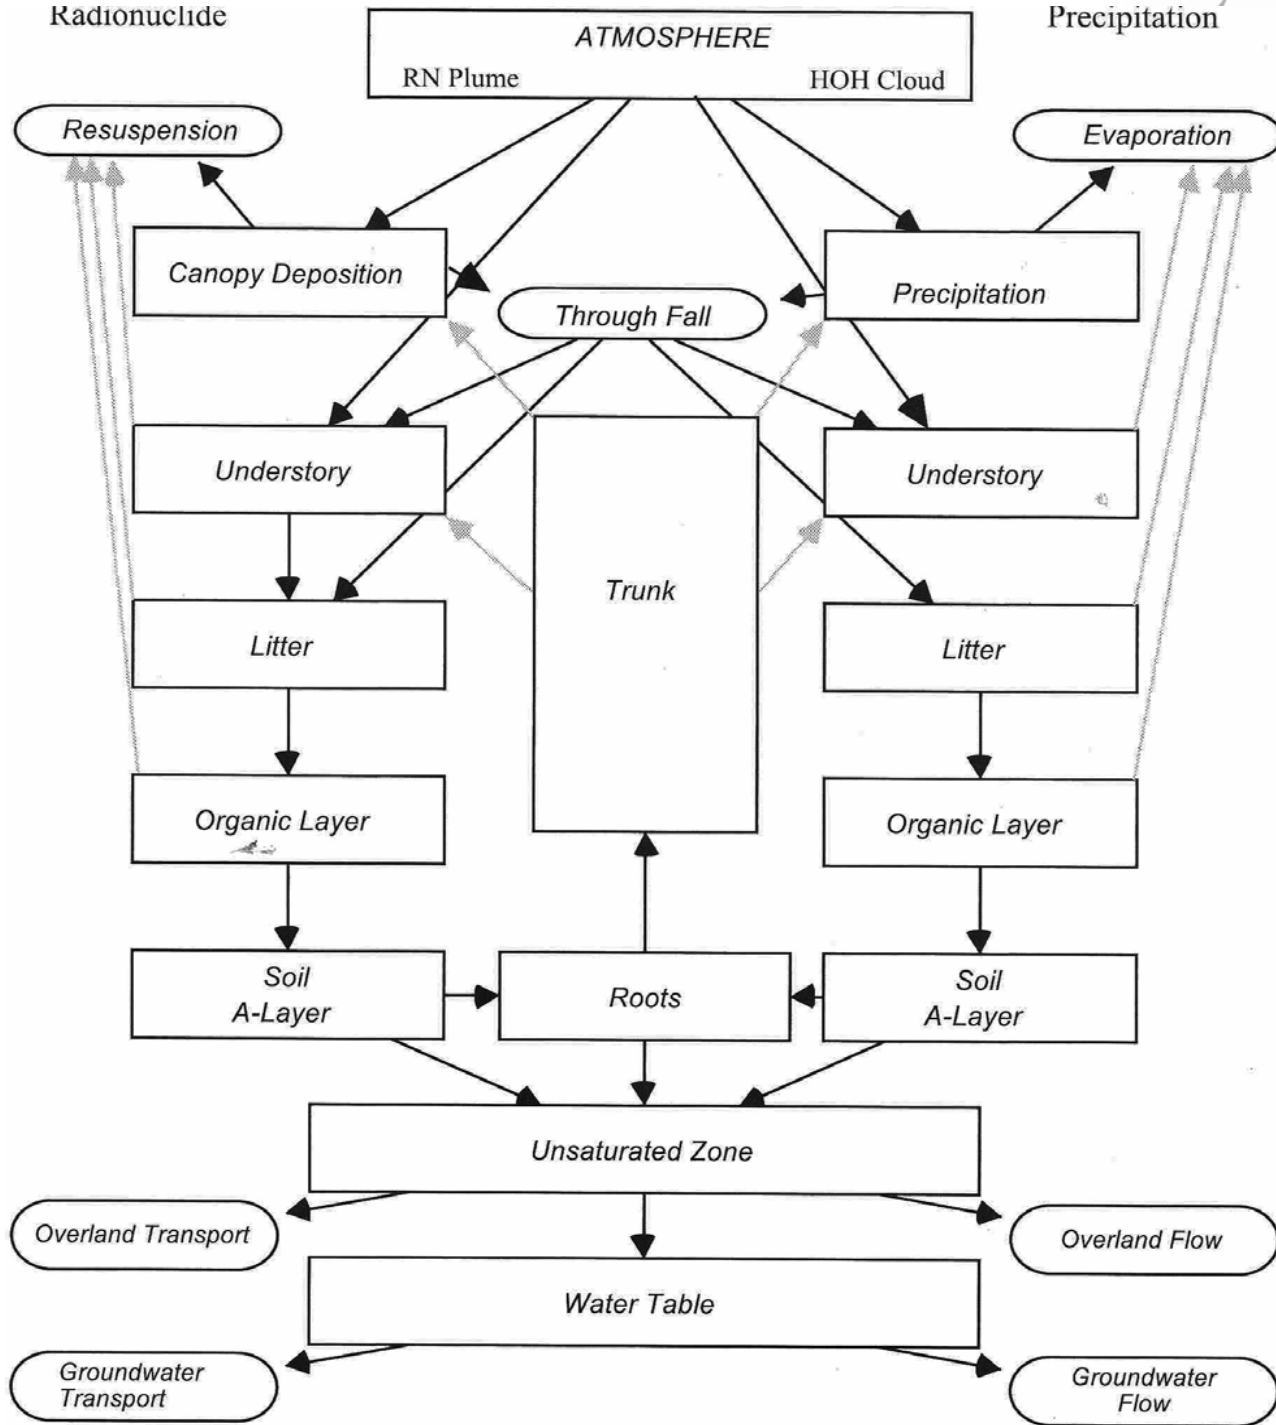 Radionuclide
Precipitation
ATMOSPHERE
RN Plume
HOH Cloud
Resuspension
Evaporation
Canopy Deposition
Precipitation
Through Fall
Understory
Understory
Trunk
Litter
Litter
Organic Layer
Organic Layer
Soil
A-Layer
Roots
Soil
A-Layer
Unsaturated Zone
Overland Transport
Overland Flow
Water Table
Groundwater
Transport
Groundwater
Flow